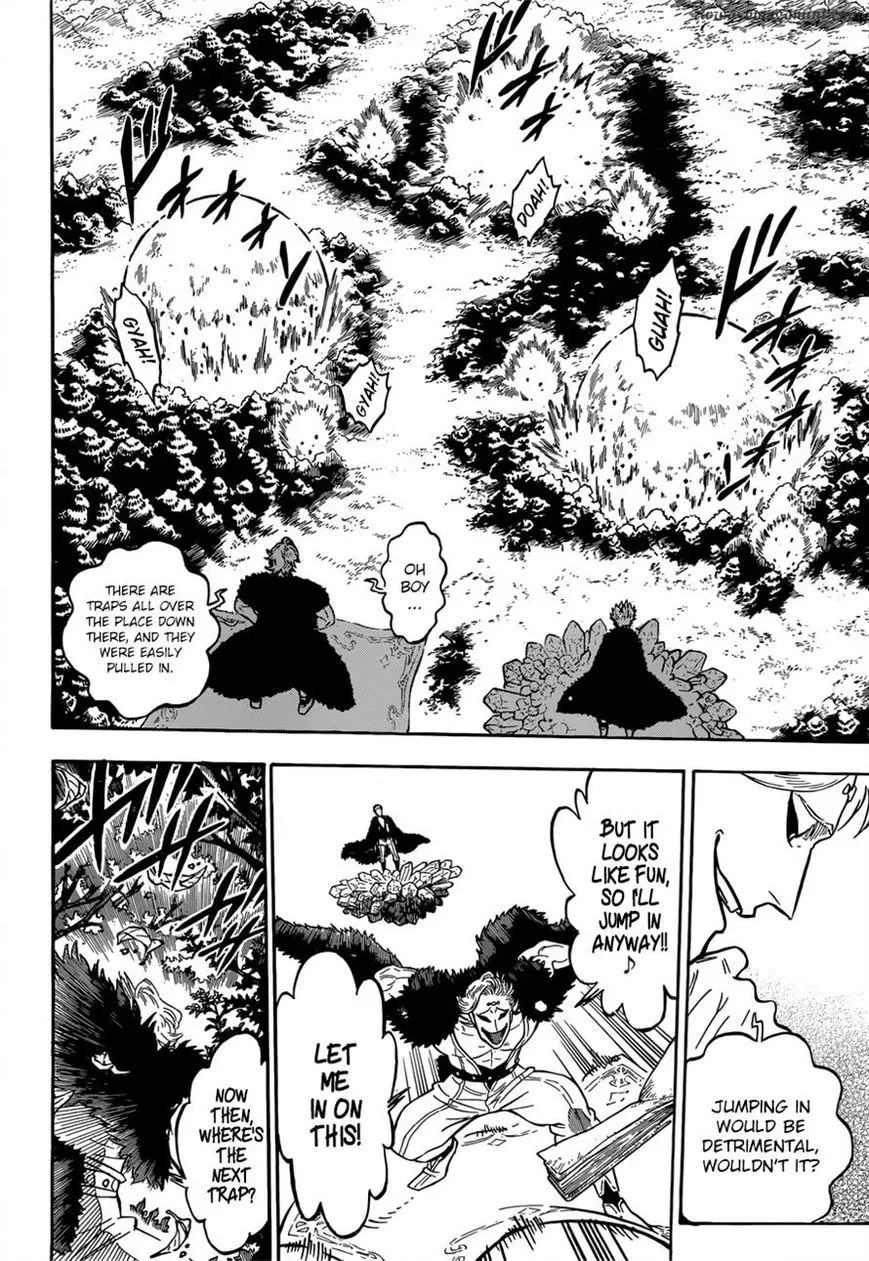 DOAH!
GUAH!
GYAH!
GYAH!
OH
BOY
...
THERE ARE
TRAPS ALL OVER
THE PLACE DOWN
THERE, AND THEY
WERE EASILY
PULLED IN.
JUMPING IN
WOULD BE
DETRIMENTAL,
WOULDN'T IT?
BUT IT
LOOKS
LIKE FUN,
SO I'LL
JUMP IN
ANYWAY!!
♪
LET
ME
IN ON
THIS!
NOW
THEN,
WHERE'S
THE
NEXT
TRAP?